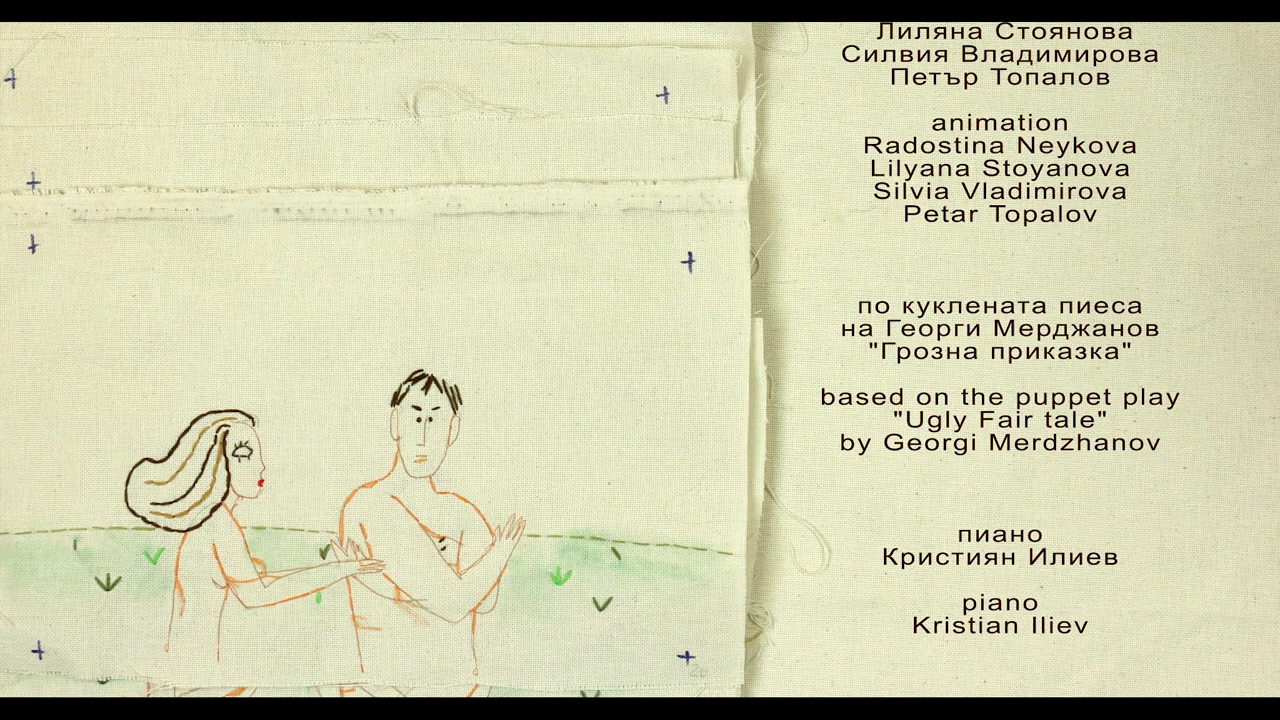 Лиляна Стоянова
Силвия Владимирова
Петър Топалов
animation
Radostina Neykova
Lilyana Stoyanova
Silvia Vladimirova
Petar Topalov
по куклената пиеса
на Георги Мерджанов
"Грозна приказка"
based on the puppet play
"Ugly Fair tale"
by Georgi Merdzhanov
пиано
Кристиян Илиев
piano
Kristian Iliev